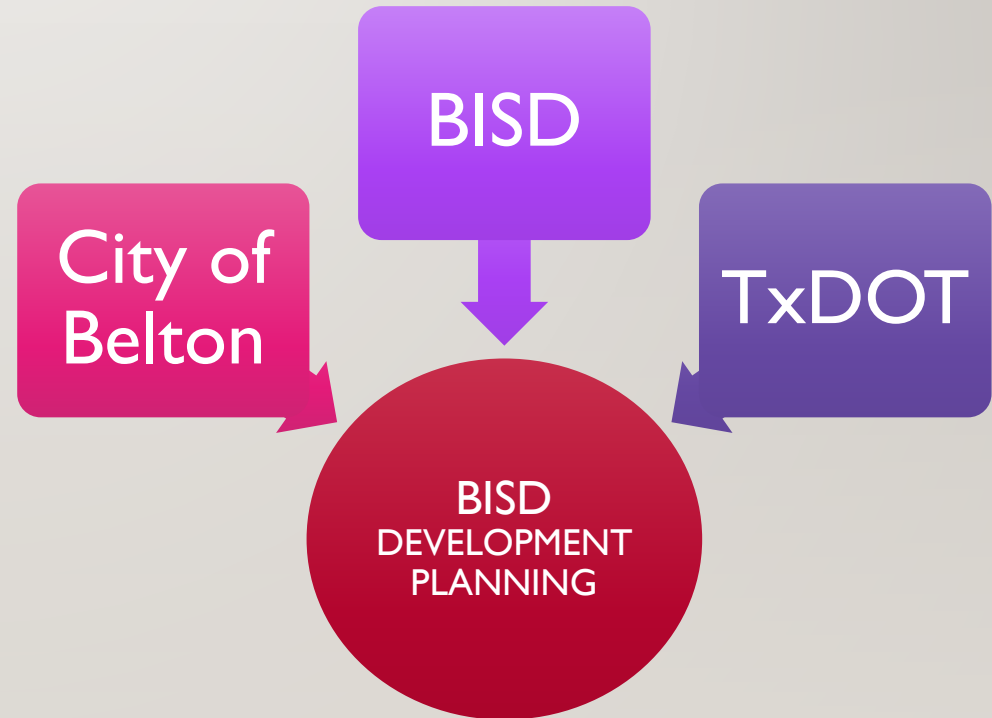 BISD
City of
Belton
TxDOT
BISD
DEVELOPMENT
PLANNING